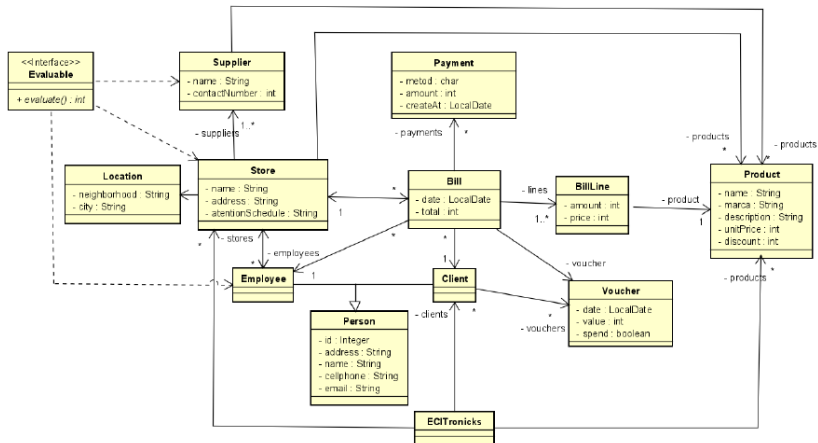 <<Interface>>
Evaluable
+ evaluate() : int
Supplier
- name : String
- contactNumber : int
- suppliers
1..*
Payment
- metod : char
- amount : int
- createAt : LocalDate
- payments
*
Location
- neighborhood : String
- city : String
Store
- name : String
- address : String
- atentionSchedule : String
1
*
Bill
- date : LocalDate
- total : int
- lines
1..*
BillLine
- amount : int
- price : int
- product
1
- products
*
- products
*
Product
- name : String
- marca : String
- description : String
- unitPrice : int
- discount : int
- products
*
- stores
*
- employees
*
*
1
*
1
Employee
Client
- voucher
- vouchers
*
Voucher
- date : LocalDate
- value : int
- spend : boolean
Person
- id : Integer
- address : String
- name : String
- cellphone : String
- email : String
- clients
*
ECITronicks